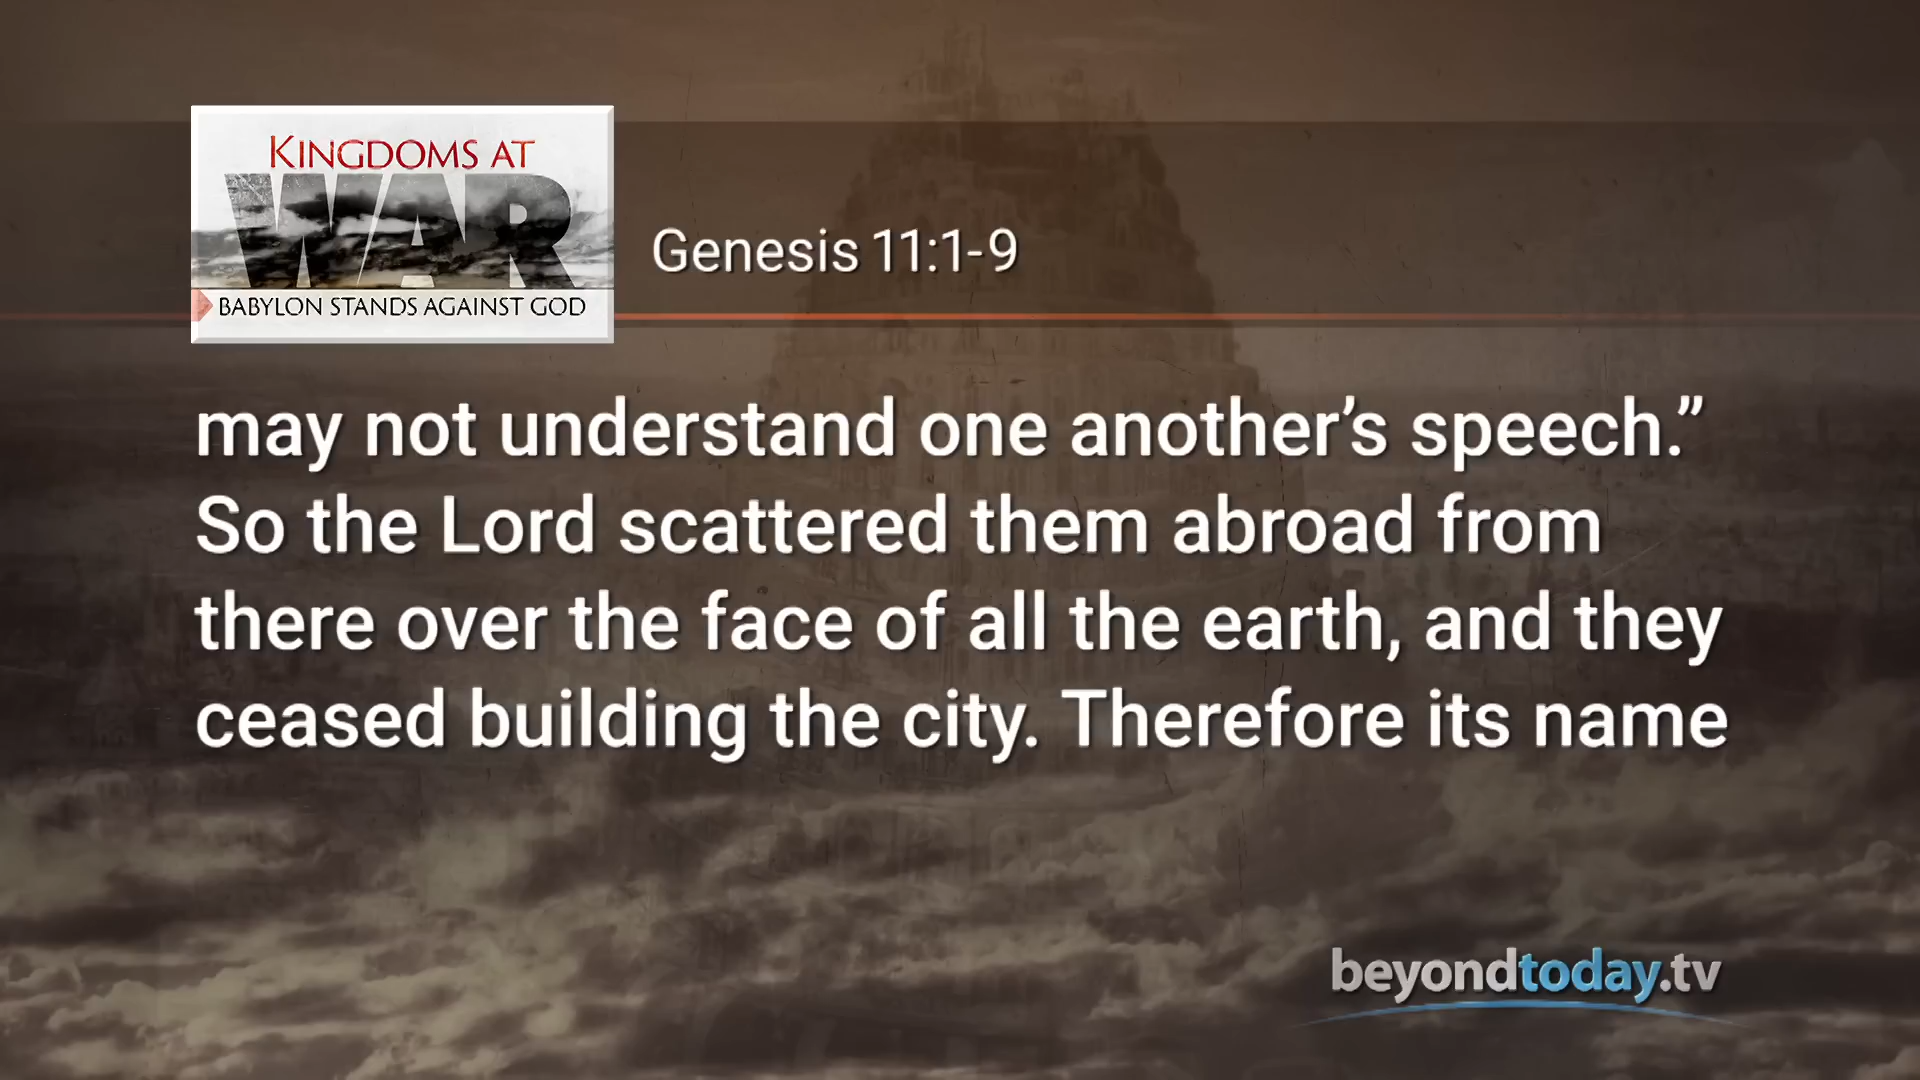 KINGDOMS AT
WAR
BABYLON STANDS AGAINST GOD
Genesis 11:1-9
may not understand one another’s speech.”
So the Lord scattered them abroad from
there over the face of all the earth, and they
ceased building the city. Therefore its name
beyondtoday.tv